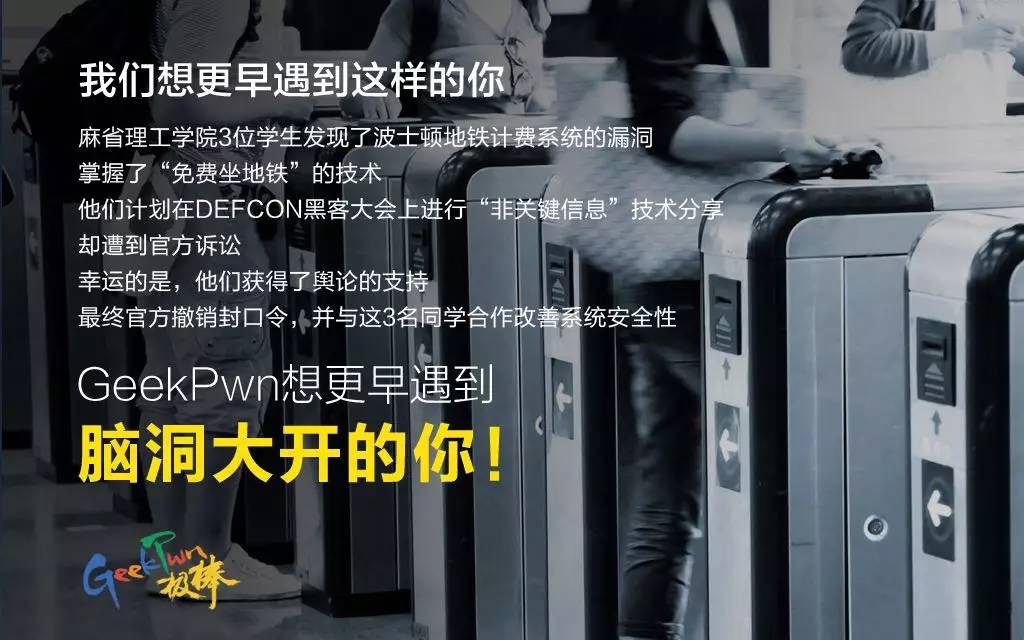 我们想更早遇到这样的你
麻省理工学院3位学生发现了波士顿地铁计费系统的漏洞
掌握了“免费坐地铁”的技术
他们计划在DEFCON黑客大会上进行“非关键信息”技术分享
却遭到官方诉讼
幸运的是，他们获得了舆论的支持
最终官方撤销封口令，并与这3名同学合作改善系统安全性
GeekPwn想更早遇到
脑洞大开的你！
GeekPwn
极棒